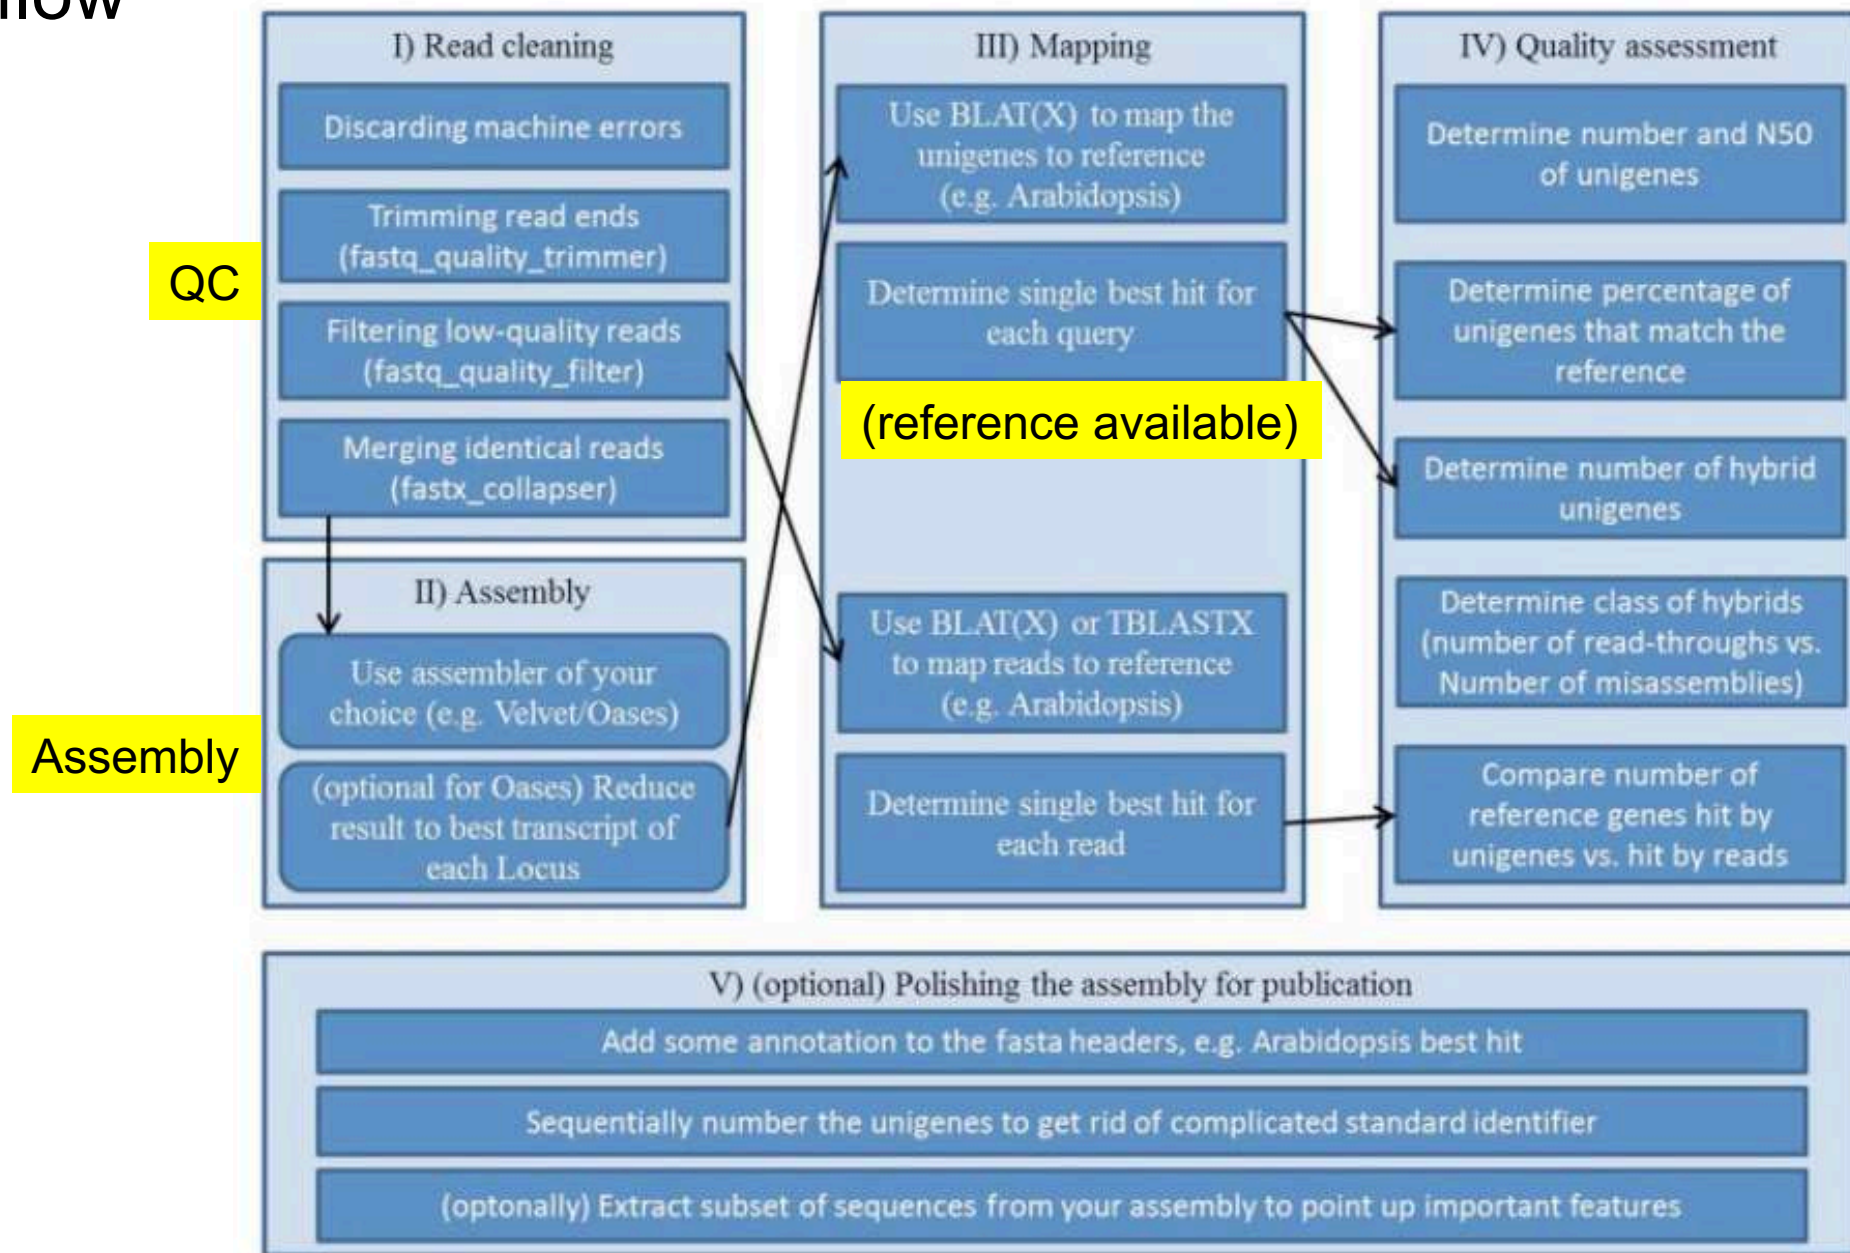 I) Read cleaning
Discarding machine errors
Trimming read ends
(fastq_quality_trimmer)
QC
Filtering low-quality reads
(fastq_quality_filter)
Merging identical reads
(fastx_collapser)
II) Assembly
Use assembler of your
choice (e.g. Velvet/Oases)
Assembly
(optional for Oases) Reduce
result to best transcript of
each Locus
III) Mapping
Use BLAT(X) to map the
unigenes to reference
(e.g. Arabidopsis)
Determine single best hit for
each query
(reference available)
Use BLAT(X) or TBLASTX
to map reads to reference
(e.g. Arabidopsis)
Determine single best hit for
each read
IV) Quality assessment
Determine number and N50
of unigenes
Determine percentage of
unigenes that match the
reference
Determine number of hybrid
unigenes
Determine class of hybrids
(number of read-throughs vs.
Number of misassemblies)
Compare number of
reference genes hit by
unigenes vs. hit by reads
V) (optional) Polishing the assembly for publication
Add some annotation to the fasta headers, e.g. Arabidopsis best hit
Sequentially number the unigenes to get rid of complicated standard identifier
(optonally) Extract subset of sequences from your assembly to point up important features